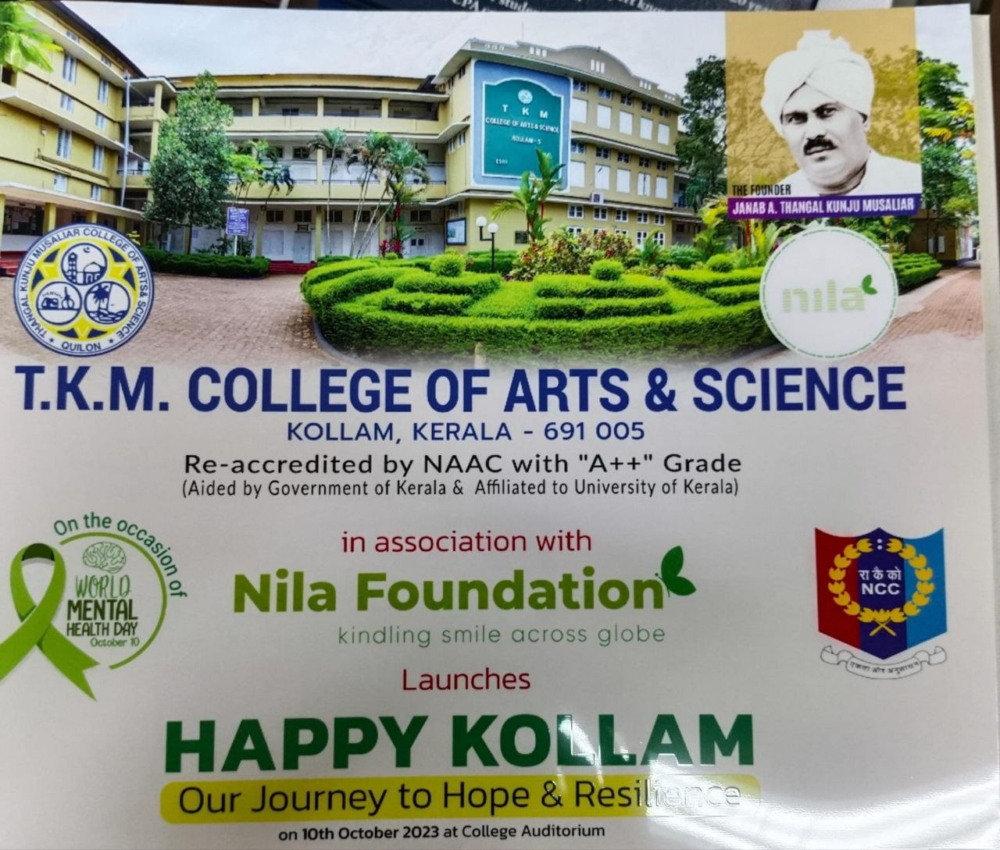 T K M
COLLEGE OF ARTS & SCIENCE
KOLLAM-5
THE FOUNDER
JANAB A. THANGAL KUNJU MUSALIAR
THANGAL KUNJU MUSALIAR COLLEGE OF ARTS & SCIENCE
QUILON
nila
T.K.M. COLLEGE OF ARTS & SCIENCE
KOLLAM, KERALA - 691 005
Re-accredited by NAAC with "A++" Grade
(Aided by Government of Kerala & Affiliated to University of Kerala)
On the occasion of
WORLD
MENTAL
HEALTH DAY
October 10
in association with
Nila Foundation
kindling smile across globe
रा कै को
NCC
एकता और अनुशासन
Launches
HAPPY KOLLAM
Our Journey to Hope & Resilience
on 10th October 2023 at College Auditorium